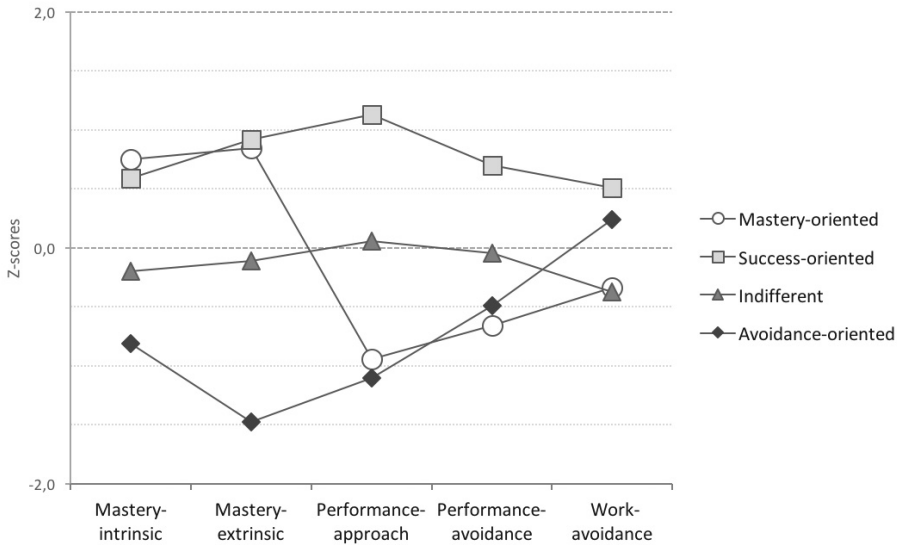 2,0
0,0
-2,0
Z-scores
Mastery-
intrinsic
Mastery-
extrinsic
Performance-
approach
Performance-
avoidance
Work-
avoidance
Mastery-oriented
Success-oriented
Indifferent
Avoidance-oriented